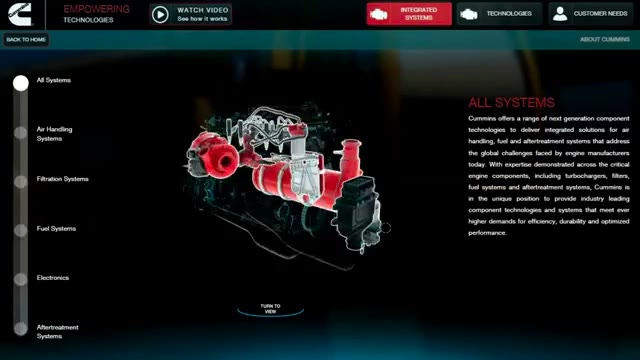 EMPOWERING
TECHNOLOGIES
WATCH VIDEO
See how it works
INTEGRATED
SYSTEMS
TECHNOLOGIES
CUSTOMER NEEDS
BACK TO HOME
ABOUT CUMMINS
All Systems
Air Handling
Systems
Filtration Systems
Fuel Systems
Electronics
Aftertreatment
Systems
TURN TO
VIEW
ALL SYSTEMS
Cummins offers a range of next generation component
technologies to deliver integrated solutions for air
handling, fuel and aftertreatment systems that address
the global challenges faced by engine manufacturers
today. With expertise demonstrated across the critical
engine components, including turbochargers, filters,
fuel systems and aftertreatment systems, Cummins is
in the unique position to provide industry leading
component technologies and systems that meet ever
higher demands for efficiency, durability and optimized
performance.